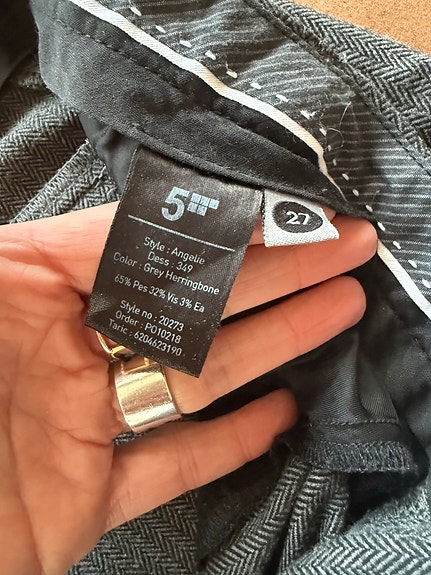 5
27
Style : Angelie
Dess : 349
Color : Grey Herringbone
65% Pes 32% Vis 3% Ea
Style no : 20273
Order : PO10218
Taric : 6204623190